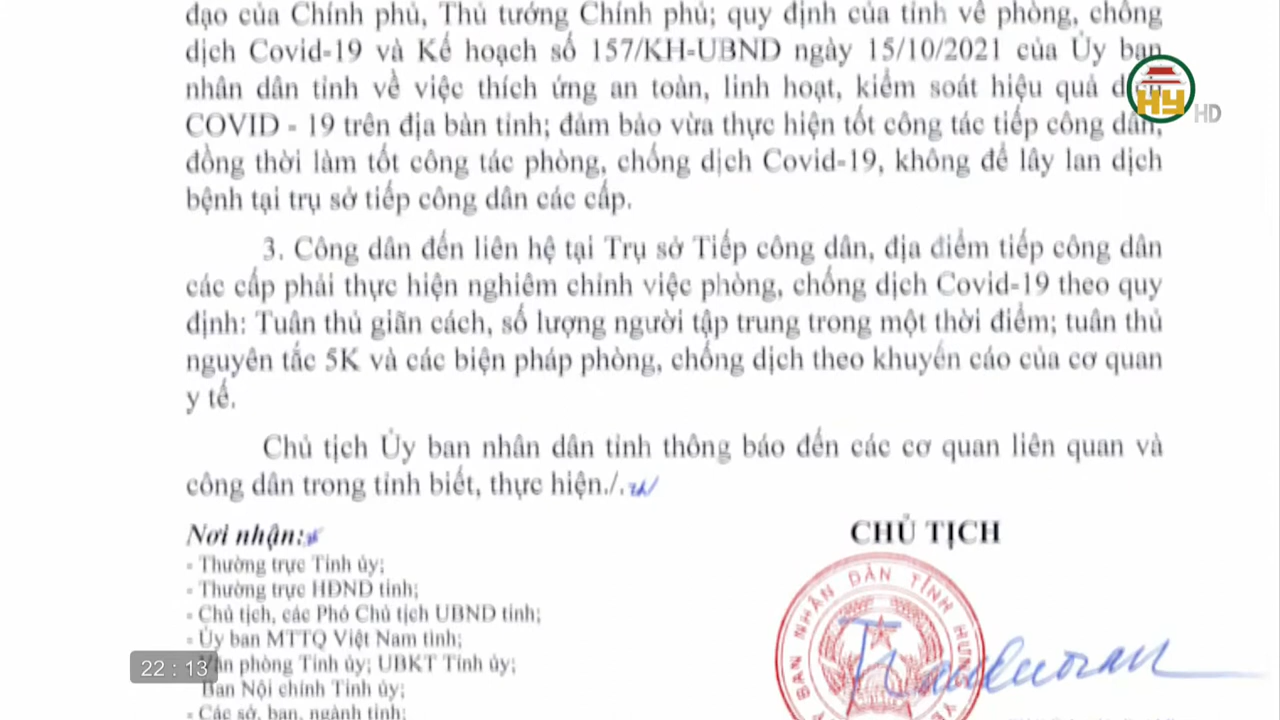 đạo của Chính phủ, Thủ tướng Chính phủ; quy định của tỉnh về phòng, chống
dịch Covid-19 và Kế hoạch số 157/KH-UBND ngày 15/10/2021 của Ủy ban
nhân dân tỉnh về việc thích ứng an toàn, linh hoạt, kiểm soát hiệu quả dịch
HY HD
COVID - 19 trên địa bàn tỉnh; đảm bảo vừa thực hiện tốt công tác tiếp công dân,
đồng thời làm tốt công tác phòng, chống dịch Covid-19, không để lây lan dịch
bệnh tại trụ sở tiếp công dân các cấp.
3. Công dân đến liên hệ tại Trụ sở Tiếp công dân, địa điểm tiếp công dân
các cấp phải thực hiện nghiêm chỉnh việc phòng, chống dịch Covid-19 theo quy
định: Tuân thủ giãn cách, số lượng người tập trung trong một thời điểm; tuân thủ
nguyên tắc 5K và các biện pháp phòng, chống dịch theo khuyến cáo của cơ quan
y tế.
Chủ tịch Ủy ban nhân dân tỉnh thông báo đến các cơ quan liên quan và
công dân trong tỉnh biết, thực hiện./.
Nơi nhận:
CHỦ TỊCH
- Thường trực Tỉnh ủy;
- Thường trực HĐND tỉnh;
- Chủ tịch, các Phó Chủ tịch UBND tỉnh;
- Ủy ban MTTQ Việt Nam tỉnh;
Văn phòng Tỉnh ủy; UBKT Tỉnh ủy;
Ban Nội chính Tỉnh ủy;
- Các sở, ban, ngành tỉnh;
22 : 13
BAN NHÂN DÂN TỈNH HƯNG